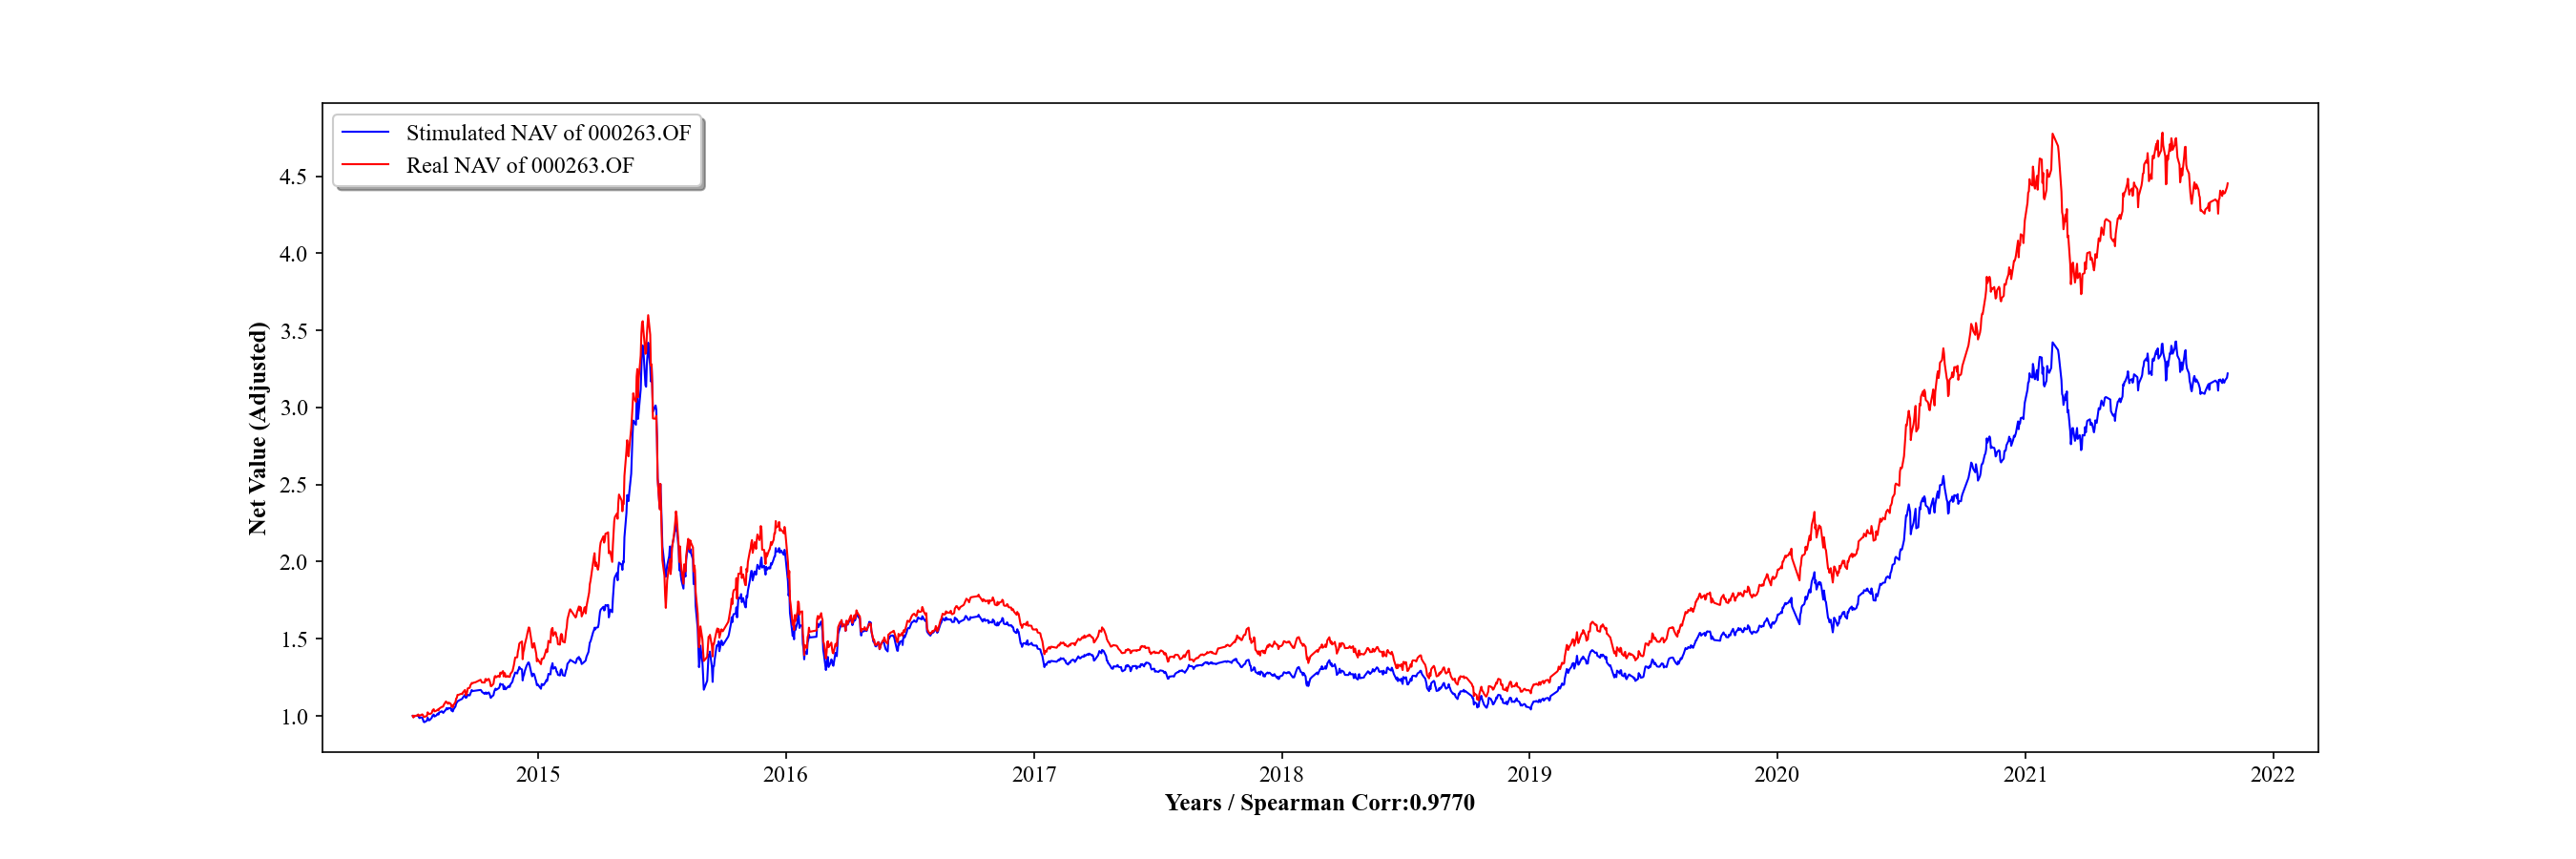 Stimulated NAV of 000263.OF
Real NAV of 000263.OF
4.5
4.0
3.5
3.0
2.5
2.0
1.5
1.0
Net Value (Adjusted)
2015 2016 2017 2018 2019 2020 2021 2022
Years / Spearman Corr:0.9770